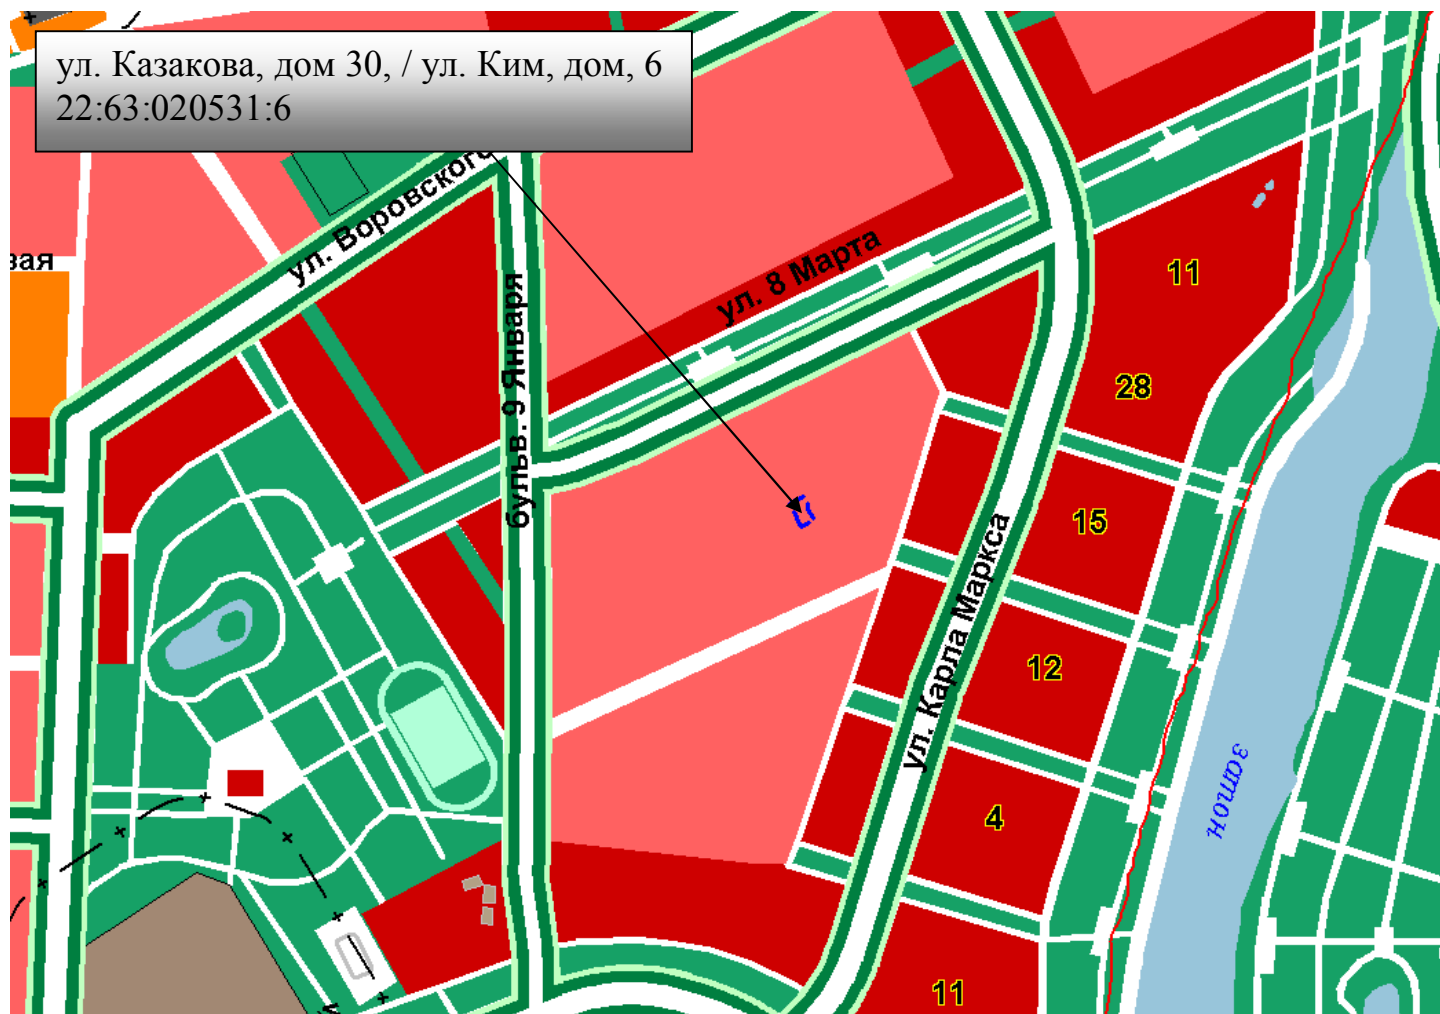 ул. Казакова, дом 30, / ул. Ким, дом, 6
22:63:020531:6
ул. Воровского
вая
ул. 8 Марта
бульв. 9 Января
11
28
15
ул. Карла Маркса
12
затон
4
11